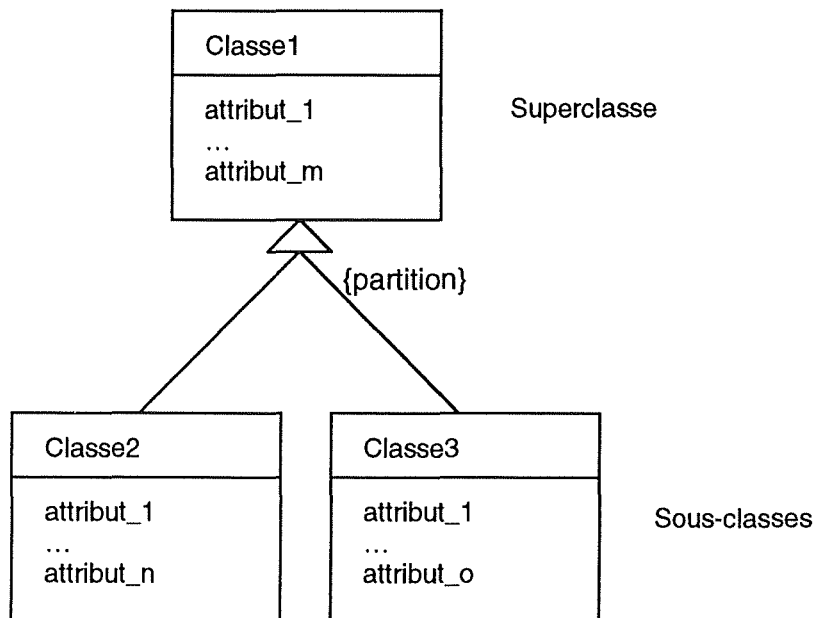 Classe1
attribut_1
...
attribut_m
Superclasse
{partition}
Classe2
attribut_1
...
attribut_n
Classe3
attribut_1
...
attribut_o
Sous-classes